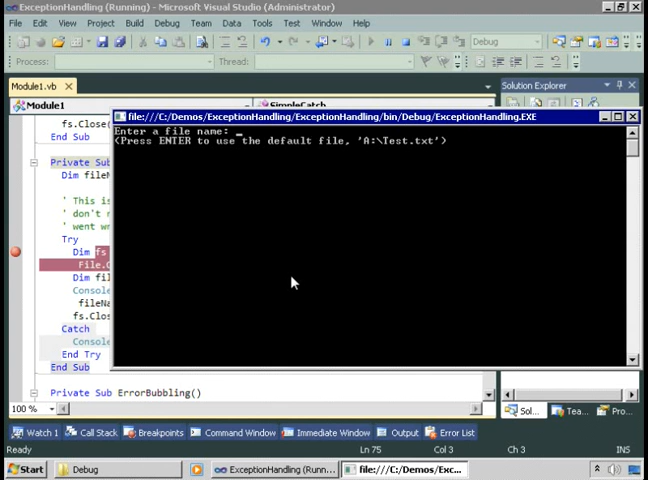 ExceptionHandling (Running) - Microsoft Visual Studio (Administrator)
File Edit View Project Build Debug Team Data Tools Test Window Help
Debug
Process: Thread:
Module1.vb
Solution Explorer
Module1
SimpleCatch
file:///C:/Demos/ExceptionHandling/ExceptionHandling/bin/Debug/ExceptionHandling.EXE
Enter a file name: _
(Press ENTER to use the default file, 'A:\Test.txt')
fs.Close(
End Sub
Private Sub
Dim fileN
' This is
' don't n
' went wr
Try
Dim fs
File.O
Dim fil
Console
fileNa
fs.Clos
Catch
Console
End Try
End Sub
Private Sub ErrorBubbling()
100 %
Sol... Tea... Pro...
Watch 1 Call Stack Breakpoints Command Window Immediate Window Output Error List
Ready Ln 75 Col 3 Ch 3 INS
Start Debug ExceptionHandling (Runn... file:///C:/Demos/Exc...